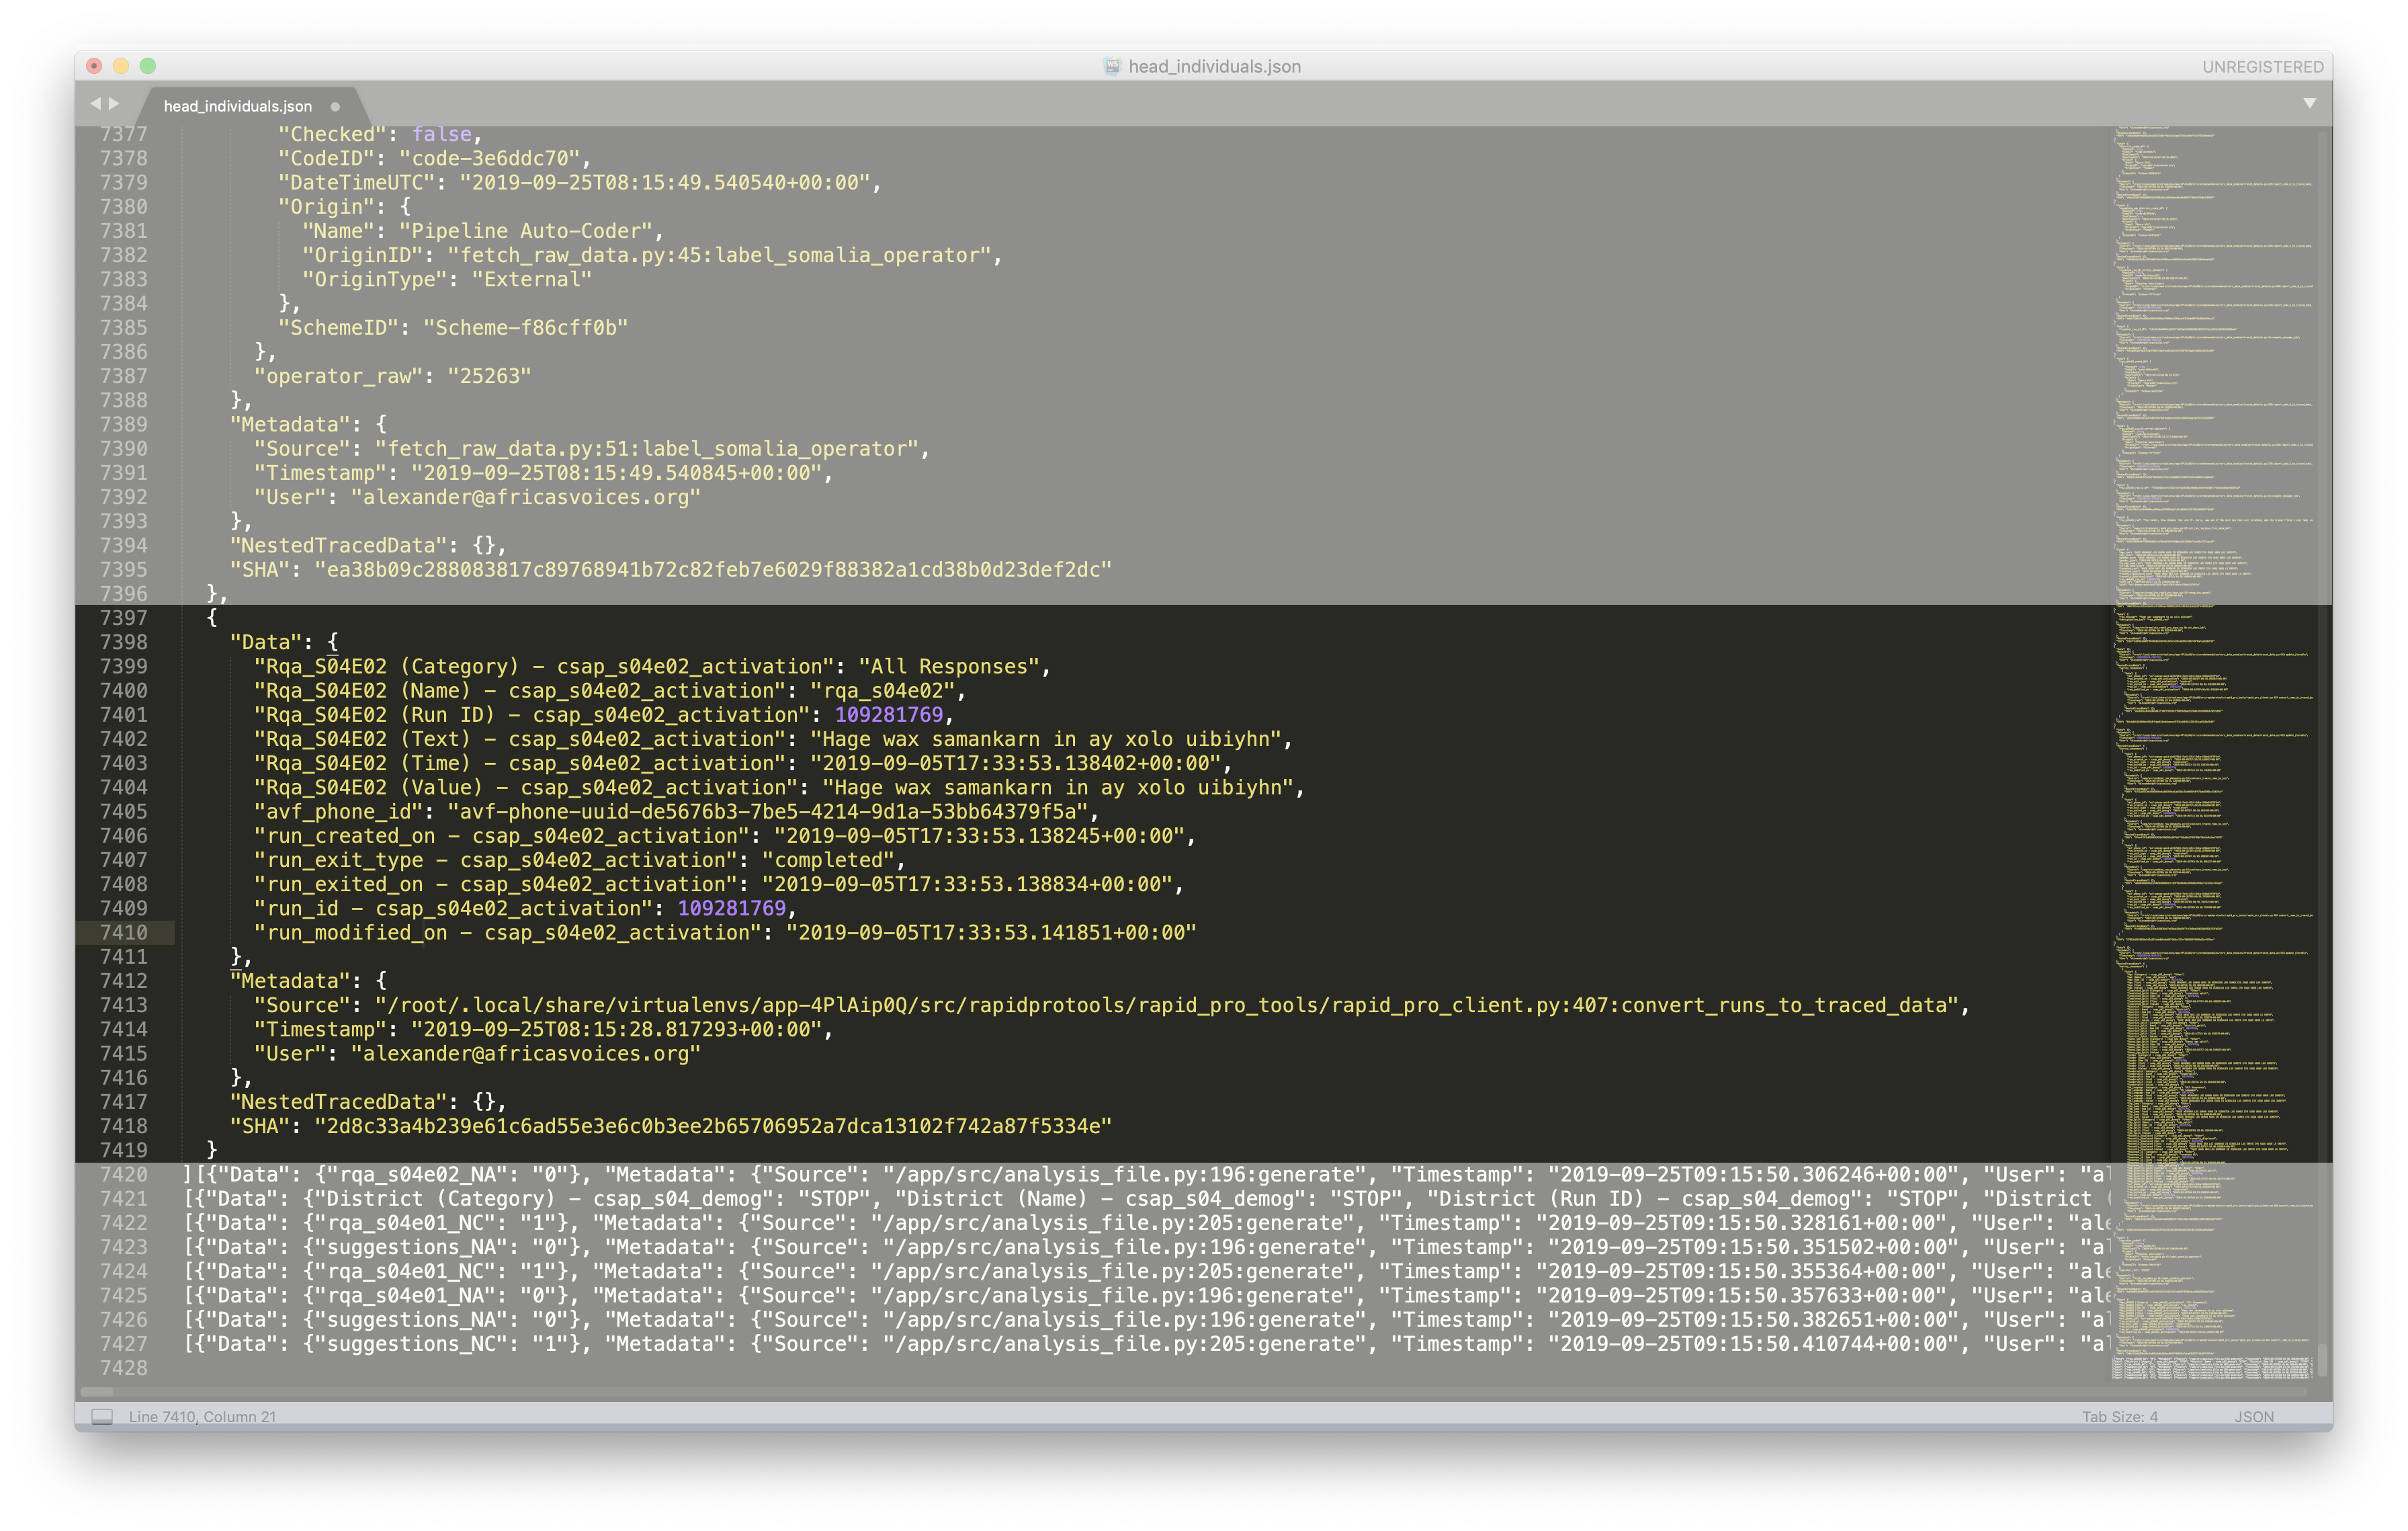 head_individuals.json
UNREGISTERED
head_individuals.json
7377 "Checked": false,
7378 "CodeID": "code-3e6ddc70",
7379 "DateTimeUTC": "2019-09-25T08:15:49.540540+00:00",
7380 "Origin": {
7381 "Name": "Pipeline Auto-Coder",
7382 "OriginID": "fetch_raw_data.py:45:label_somalia_operator",
7383 "OriginType": "External"
7384 },
7385 "SchemeID": "Scheme-f86cff0b"
7386 },
7387 "operator_raw": "25263"
7388 },
7389 "Metadata": {
7390 "Source": "fetch_raw_data.py:51:label_somalia_operator",
7391 "Timestamp": "2019-09-25T08:15:49.540845+00:00",
7392 "User": "alexander@africasvoices.org"
7393 },
7394 "NestedTracedData": {},
7395 "SHA": "ea38b09c288083817c89768941b72c82feb7e6029f88382a1cd38b0d23def2dc"
7396 },
7397 {
7398 "Data": {
7399 "Rqa_S04E02 (Category) - csap_s04e02_activation": "All Responses",
7400 "Rqa_S04E02 (Name) - csap_s04e02_activation": "rqa_s04e02",
7401 "Rqa_S04E02 (Run ID) - csap_s04e02_activation": 109281769,
7402 "Rqa_S04E02 (Text) - csap_s04e02_activation": "Hage wax samankarn in ay xolo uibiyhn",
7403 "Rqa_S04E02 (Time) - csap_s04e02_activation": "2019-09-05T17:33:53.138402+00:00",
7404 "Rqa_S04E02 (Value) - csap_s04e02_activation": "Hage wax samankarn in ay xolo uibiyhn",
7405 "avf_phone_id": "avf-phone-uuid-de5676b3-7be5-4214-9d1a-53bb64379f5a",
7406 "run_created_on - csap_s04e02_activation": "2019-09-05T17:33:53.138245+00:00",
7407 "run_exit_type - csap_s04e02_activation": "completed",
7408 "run_exited_on - csap_s04e02_activation": "2019-09-05T17:33:53.138834+00:00",
7409 "run_id - csap_s04e02_activation": 109281769,
7410 "run_modified_on - csap_s04e02_activation": "2019-09-05T17:33:53.141851+00:00"
7411 },
7412 "Metadata": {
7413 "Source": "/root/.local/share/virtualenvs/app-4PlAip0Q/src/rapidprotools/rapid_pro_tools/rapid_pro_client.py:407:convert_runs_to_traced_data",
7414 "Timestamp": "2019-09-25T08:15:28.817293+00:00",
7415 "User": "alexander@africasvoices.org"
7416 },
7417 "NestedTracedData": {},
7418 "SHA": "2d8c33a4b239e61c6ad55e3e6c0b3ee2b65706952a7dca13102f742a87f5334e"
7419 }
7420 ][{"Data": {"rqa_s04e02_NA": "0"}, "Metadata": {"Source": "/app/src/analysis_file.py:196:generate", "Timestamp": "2019-09-25T09:15:50.306246+00:00", "User": "al
7421 [{"Data": {"District (Category) - csap_s04_demog": "STOP", "District (Name) - csap_s04_demog": "STOP", "District (Run ID) - csap_s04_demog": "STOP", "District (
7422 [{"Data": {"rqa_s04e01_NC": "1"}, "Metadata": {"Source": "/app/src/analysis_file.py:205:generate", "Timestamp": "2019-09-25T09:15:50.328161+00:00", "User": "ale
7423 [{"Data": {"suggestions_NA": "0"}, "Metadata": {"Source": "/app/src/analysis_file.py:196:generate", "Timestamp": "2019-09-25T09:15:50.351502+00:00", "User": "al
7424 [{"Data": {"rqa_s04e01_NC": "1"}, "Metadata": {"Source": "/app/src/analysis_file.py:205:generate", "Timestamp": "2019-09-25T09:15:50.355364+00:00", "User": "ale
7425 [{"Data": {"rqa_s04e01_NA": "0"}, "Metadata": {"Source": "/app/src/analysis_file.py:196:generate", "Timestamp": "2019-09-25T09:15:50.357633+00:00", "User": "ale
7426 [{"Data": {"suggestions_NA": "0"}, "Metadata": {"Source": "/app/src/analysis_file.py:196:generate", "Timestamp": "2019-09-25T09:15:50.382651+00:00", "User": "al
7427 [{"Data": {"suggestions_NC": "1"}, "Metadata": {"Source": "/app/src/analysis_file.py:205:generate", "Timestamp": "2019-09-25T09:15:50.410744+00:00", "User": "al
7428
Line 7410, Column 21
Tab Size: 4
JSON